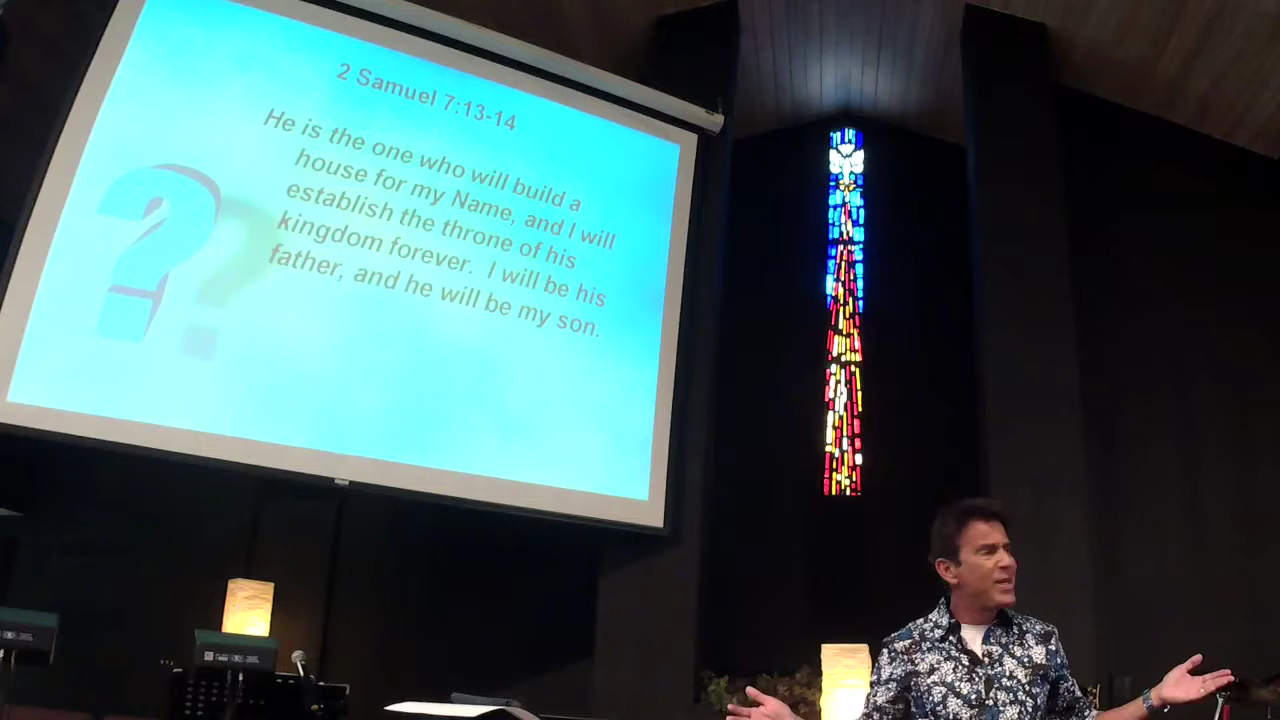 2 Samuel 7:13-14
He is the one who will build a
house for my Name, and I will
establish the throne of his
kingdom forever.  I will be his
father, and he will be my son.
?